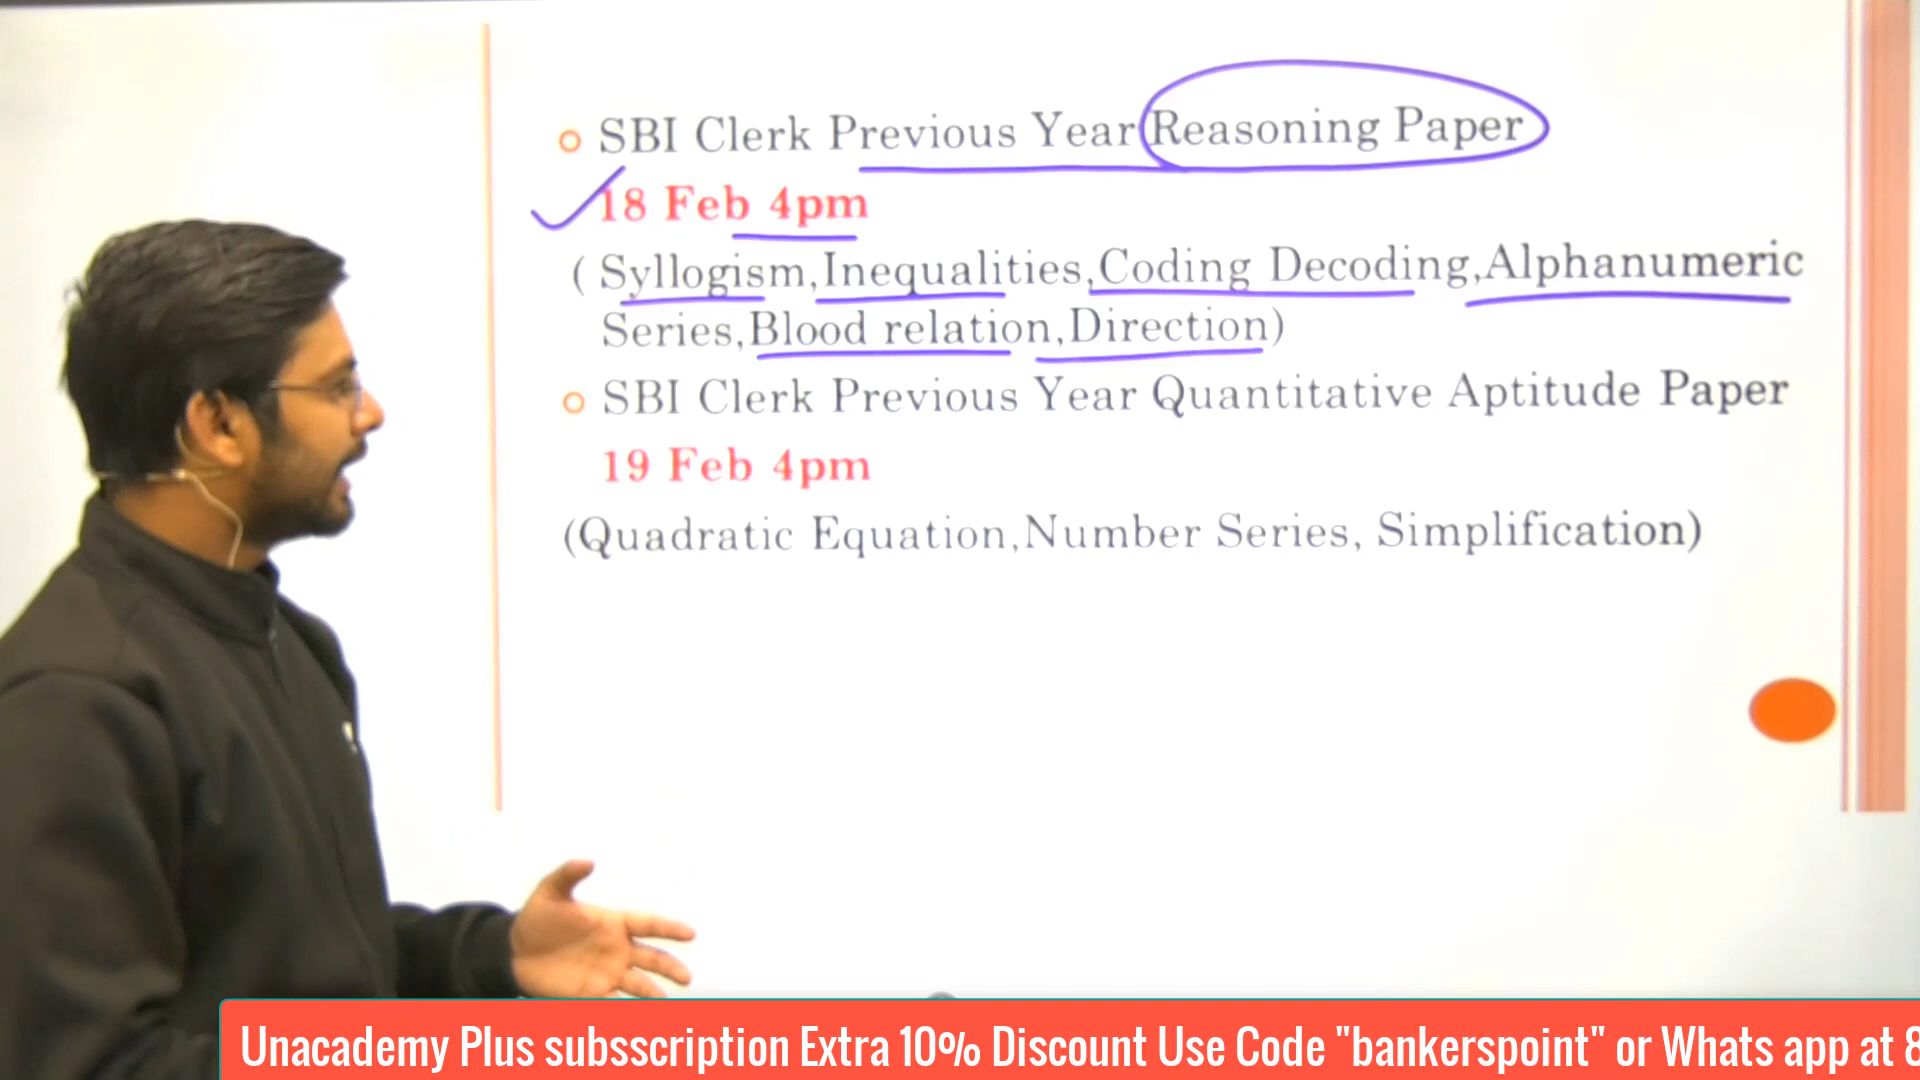 SBI Clerk Previous Year Reasoning Paper
18 Feb 4pm
( Syllogism,Inequalities,Coding Decoding,Alphanumeric
Series,Blood relation,Direction)
SBI Clerk Previous Year Quantitative Aptitude Paper
19 Feb 4pm
(Quadratic Equation,Number Series, Simplification)
Unacademy Plus subsscription Extra 10% Discount Use Code "bankerspoint" or Whats app at